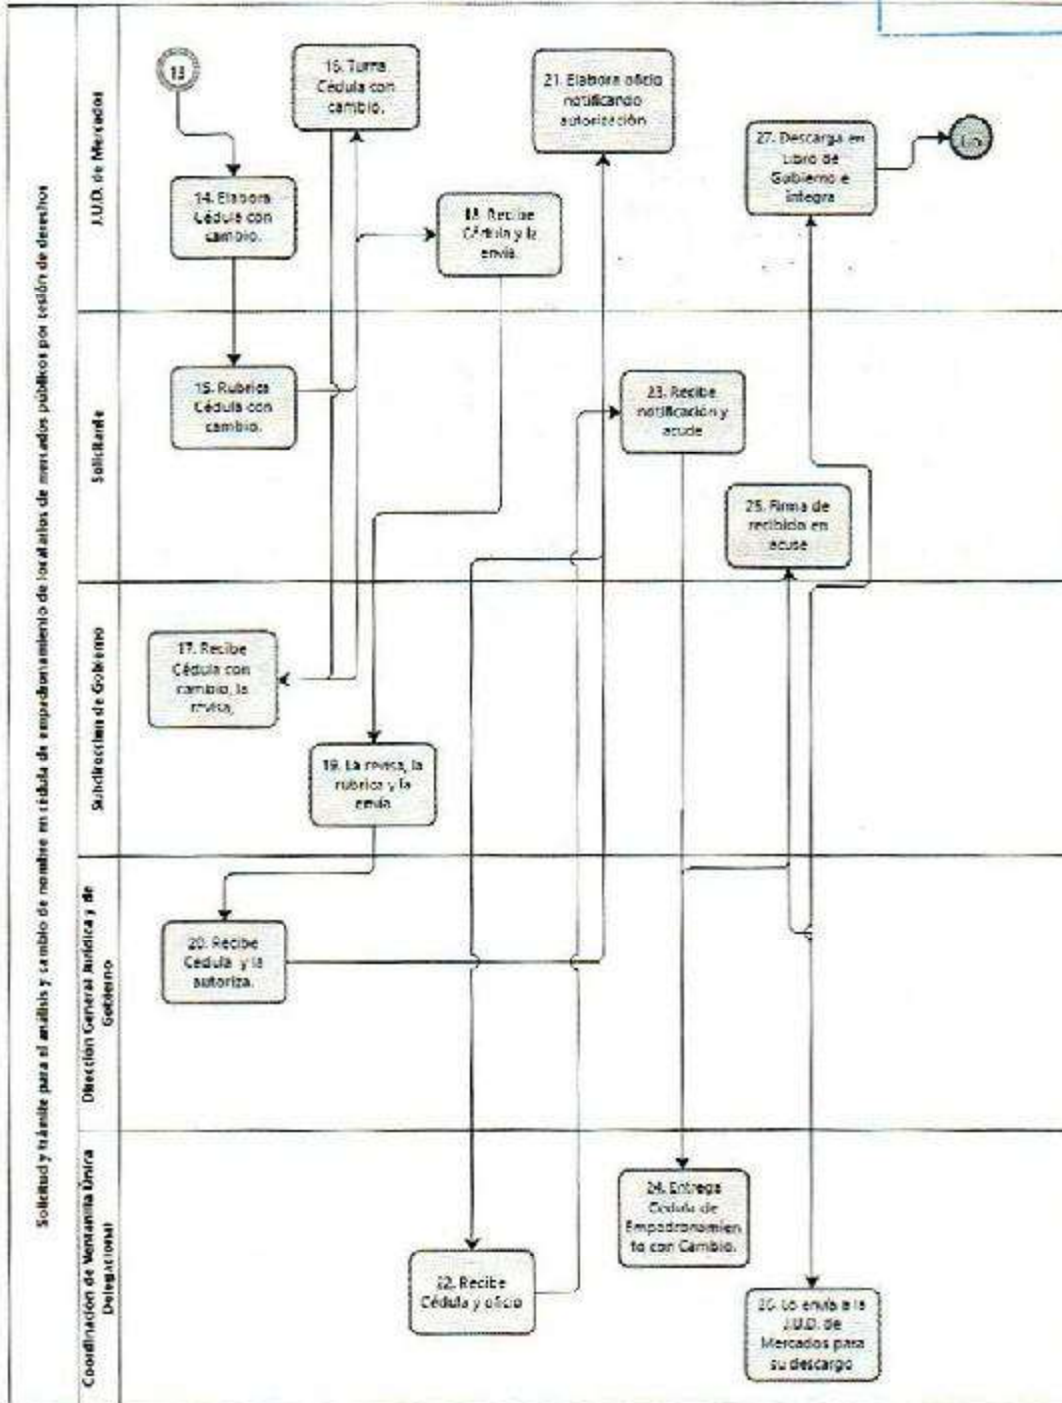 Solicitud y trámite para el análisis y cambio de nombre en cédula de empadronamiento de locatarios de mercados públicos por cesión de derechos
J.U.D. de Mercados
13
14. Elabora
Cédula con
cambio.
16. Turna
Cédula con
cambio.
18. Recibe
Cédula y la
envía.
21. Elabora oficio
notificando
autorización
27. Descarga en
Libro de
Gobierno e
integra
Fin
Solicitante
15. Rubrica
Cédula con
cambio.
23. Recibe
notificación y
acude
25. Firma de
recibido en
acuse
Subdirección de Gobierno
17. Recibe
Cédula con
cambio, la
revisa,
19. La revisa, la
rubrica y la
envía
Dirección General Jurídica y de
Gobierno
20. Recibe
Cedula y la
autoriza.
Coordinación de Ventanilla Única
Delegacional
22. Recibe
Cédula y oficio
24. Entrega
Cédula de
Empadronamien
to con Cambio.
26. Lo envía a la
J.U.D. de
Mercados para
su descargo